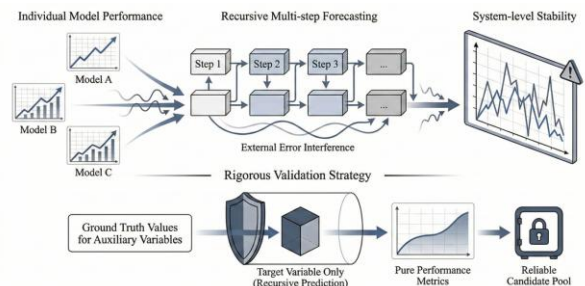 Individual Model Performance
Recursive Multi-step Forecasting
System-level Stability
Model A
Model B
Model C
Step 1
Step 2
Step 3
...
...
External Error Interference
Rigorous Validation Strategy
Ground Truth Values
for Auxiliary Variables
Target Variable Only
(Recursive Prediction)
Pure Performance
Metrics
Reliable
Candidate Pool